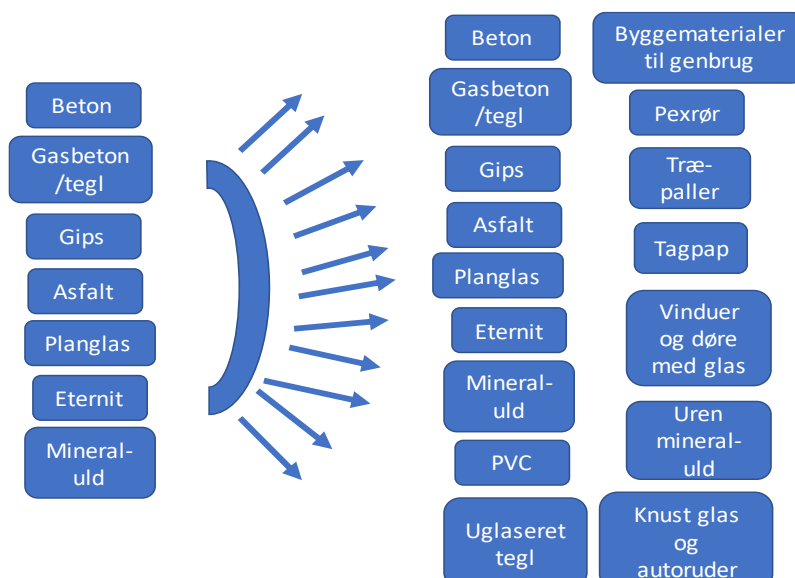 Beton
Gasbeton
/tegl
Gips
Asfalt
Planglas
Eternit
Mineral-
uld
Beton
Gasbeton
/tegl
Gips
Asfalt
Planglas
Eternit
Mineral-
uld
PVC
Uglaseret
tegl
Byggematerialer
til genbrug
Pexrør
Træ-
paller
Tagpap
Vinduer
og døre
med glas
Uren
mineral-
uld
Knust glas
og
autoruder